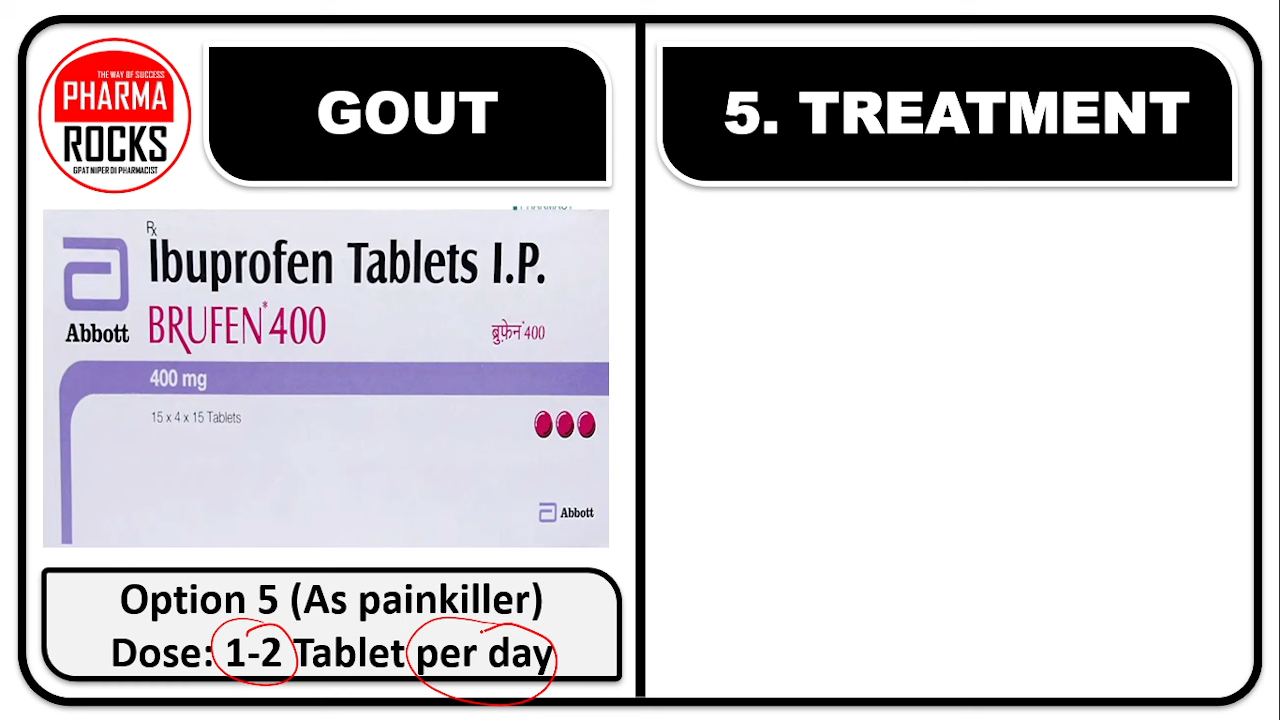 THE WAY OF SUCCESS
PHARMA
ROCKS
GPAT NIPER DI PHARMACIST
GOUT
5. TREATMENT
Rx
Ibuprofen Tablets I.P.
Abbott
BRUFEN* 400
ब्रुफ़ेन* 400
400 mg
15 x 4 x 15 Tablets
Abbott
Option 5 (As painkiller)
Dose: 1-2 Tablet per day